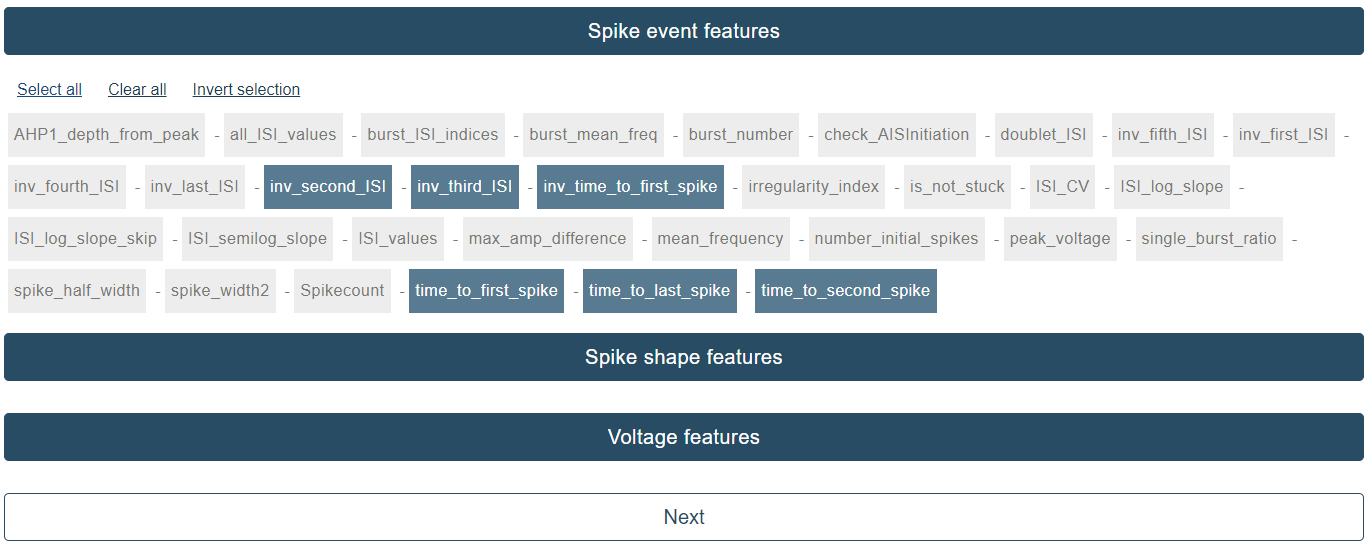 Spike event features
Select all Clear all Invert selection
AHP1_depth_from_peak - all_ISI_values - burst_ISI_indices - burst_mean_freq - burst_number - check_AISInitiation - doublet_ISI - inv_fifth_ISI - inv_first_ISI -
inv_fourth_ISI - inv_last_ISI - inv_second_ISI - inv_third_ISI - inv_time_to_first_spike - irregularity_index - is_not_stuck - ISI_CV - ISI_log_slope -
ISI_log_slope_skip - ISI_semilog_slope - ISI_values - max_amp_difference - mean_frequency - number_initial_spikes - peak_voltage - single_burst_ratio -
spike_half_width - spike_width2 - Spikecount - time_to_first_spike - time_to_last_spike - time_to_second_spike
Spike shape features
Voltage features
Next